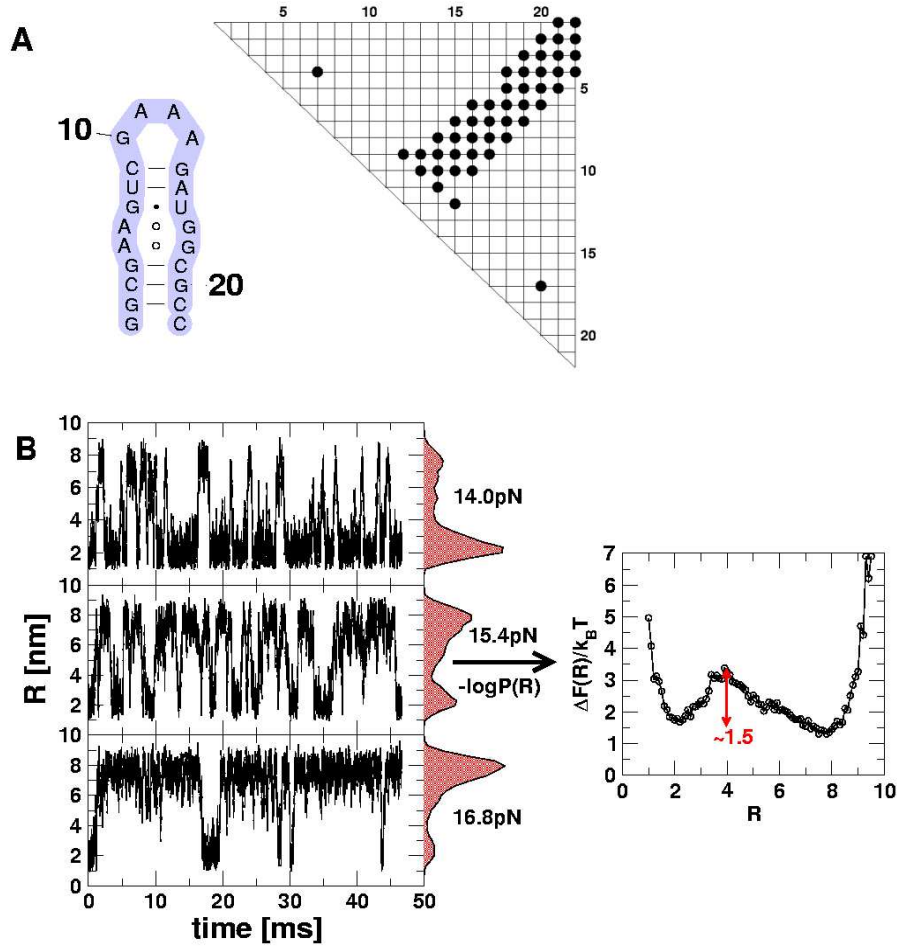 A
5 10 15 20
5
10
15
20
10
A A
G A
C G
U A
G U
A G
A G
G C
C G
G C
G C
20
B
R [nm]
10
8
6
4
2
10
8
6
4
2
10
8
6
4
2
0
0 10 20 30 40 50
time [ms]
14.0pN
15.4pN
-logP(R)
16.8pN
ΔF(R)/k_BT
7
6
5
4
3
2
1
0
~1.5
0 2 4 6 8 10
R